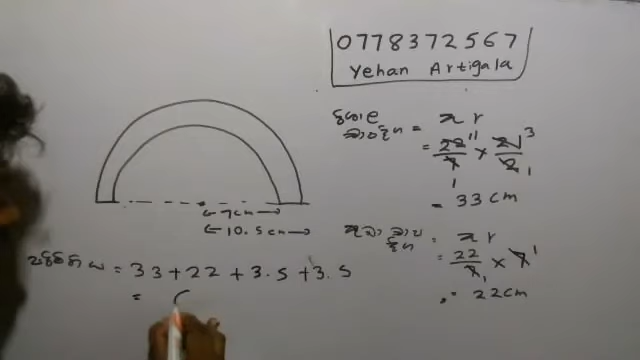 0778372567
Yehan Artigala
විශාල = π r
= 22/7 × 21/2
= 33 cm
කුඩා චාප = π r
= 22/7 × 7
= 22cm
7cm
10.5cm
= 33 + 22 + 3.5 + 3.5
=